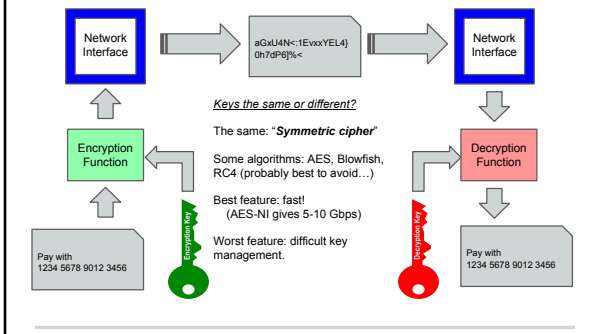 Network
Interface
aGxU4N<:1EvxxYEL4}
0h7dP6]%<
Network
Interface
Keys the same or different?
The same: “Symmetric cipher”
Some algorithms: AES, Blowfish,
RC4 (probably best to avoid…)
Best feature: fast!
(AES-NI gives 5-10 Gbps)
Worst feature: difficult key
management.
Encryption
Function
Decryption
Function
Encryption Key
Decryption Key
Pay with
1234 5678 9012 3456
Pay with
1234 5678 9012 3456